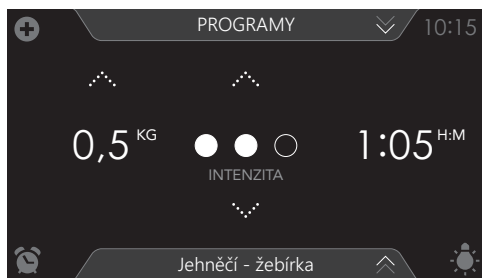 PROGRAMY
10:15
0,5 KG
1:05 H:M
INTENZITA
Jehněčí - žebírka